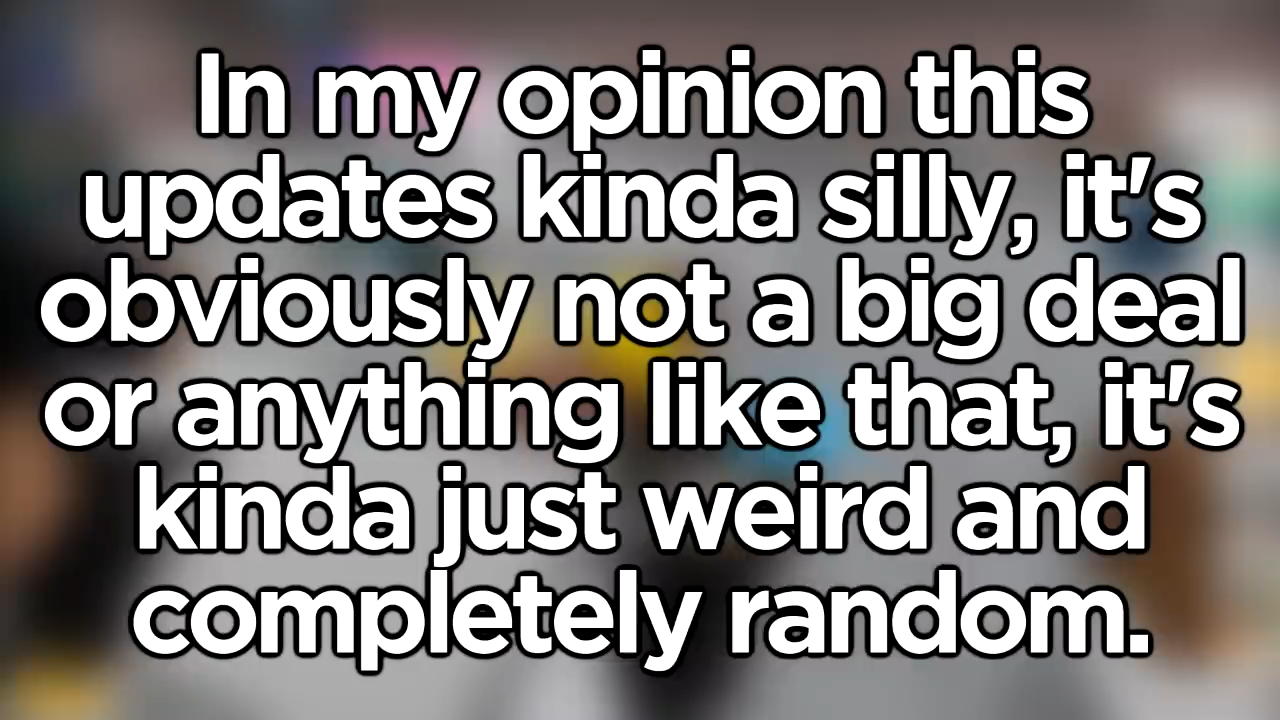 In my opinion this
updates kinda silly, it's
obviously not a big deal
or anything like that, it's
kinda just weird and
completely random.